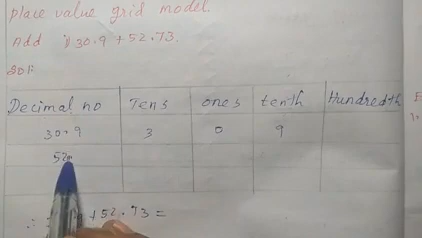 place value grid model.
Add i) 30.9 + 52.73.
Sol:
Decimal no Tens ones tenth Hundredth
30.9 3 0 9
52
∴ + 52.73 =